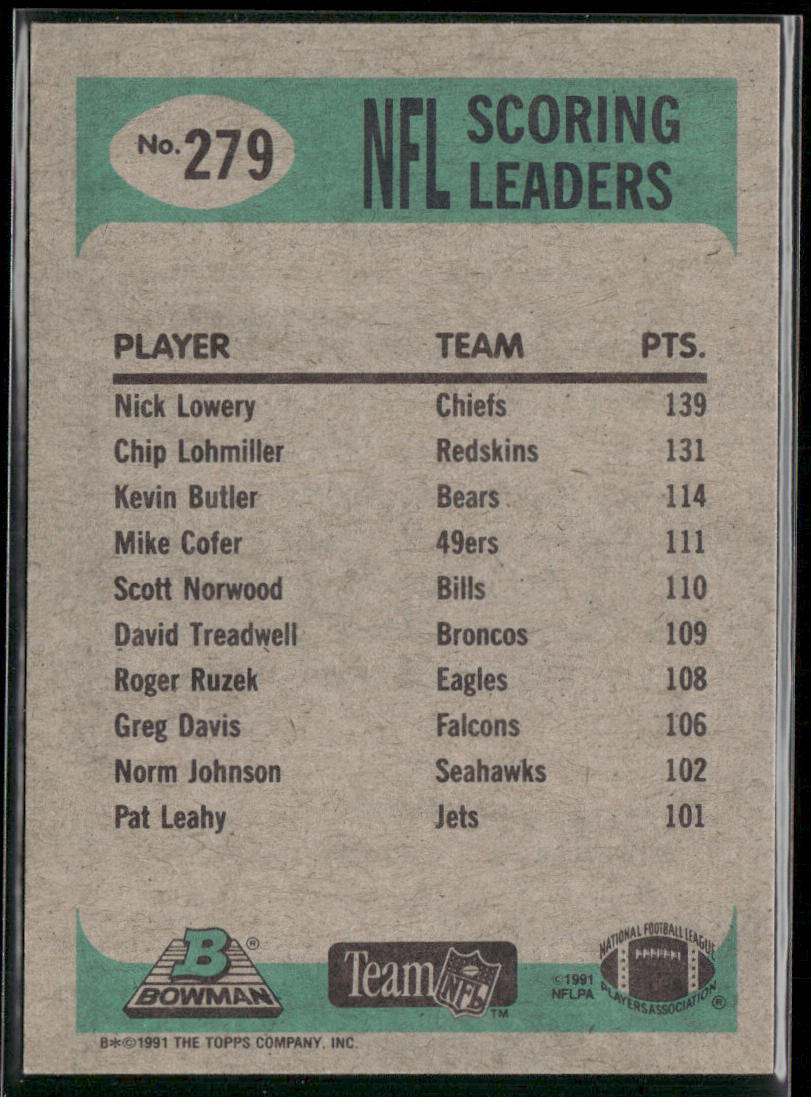 No. 279
NFL SCORING LEADERS
PLAYER TEAM PTS.
Nick Lowery Chiefs 139
Chip Lohmiller Redskins 131
Kevin Butler Bears 114
Mike Cofer 49ers 111
Scott Norwood Bills 110
David Treadwell Broncos 109
Roger Ruzek Eagles 108
Greg Davis Falcons 106
Norm Johnson Seahawks 102
Pat Leahy Jets 101
B®
BOWMAN
Team NFL™
©1991
NFLPA
NATIONAL FOOTBALL LEAGUE
PLAYERS ASSOCIATION®
B*©1991 THE TOPPS COMPANY, INC.